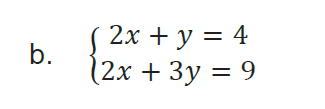 b. { 2x + y = 4
2x + 3y = 9